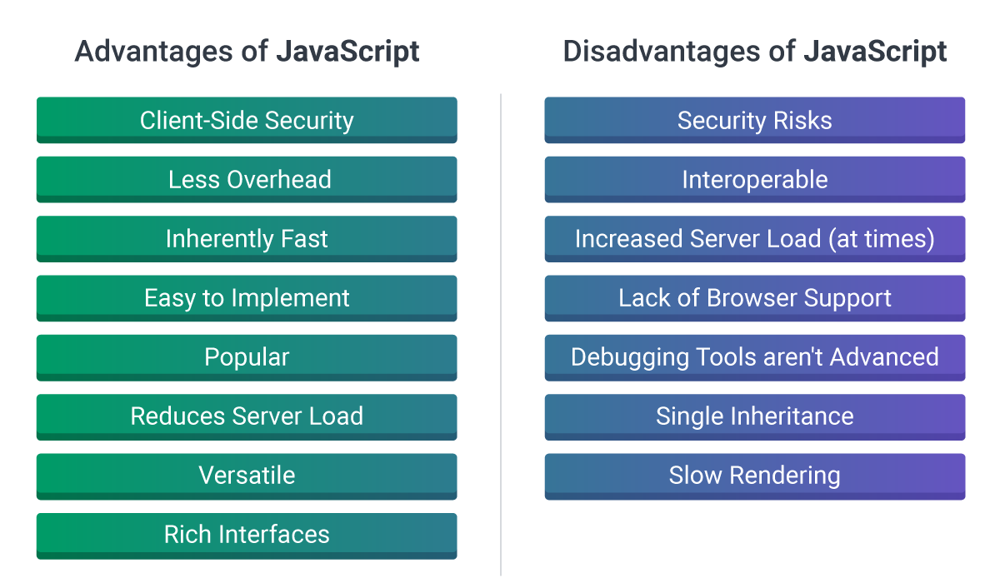 Advantages of JavaScript
Client-Side Security
Less Overhead
Inherently Fast
Easy to Implement
Popular
Reduces Server Load
Versatile
Rich Interfaces
Disadvantages of JavaScript
Security Risks
Interoperable
Increased Server Load (at times)
Lack of Browser Support
Debugging Tools aren't Advanced
Single Inheritance
Slow Rendering